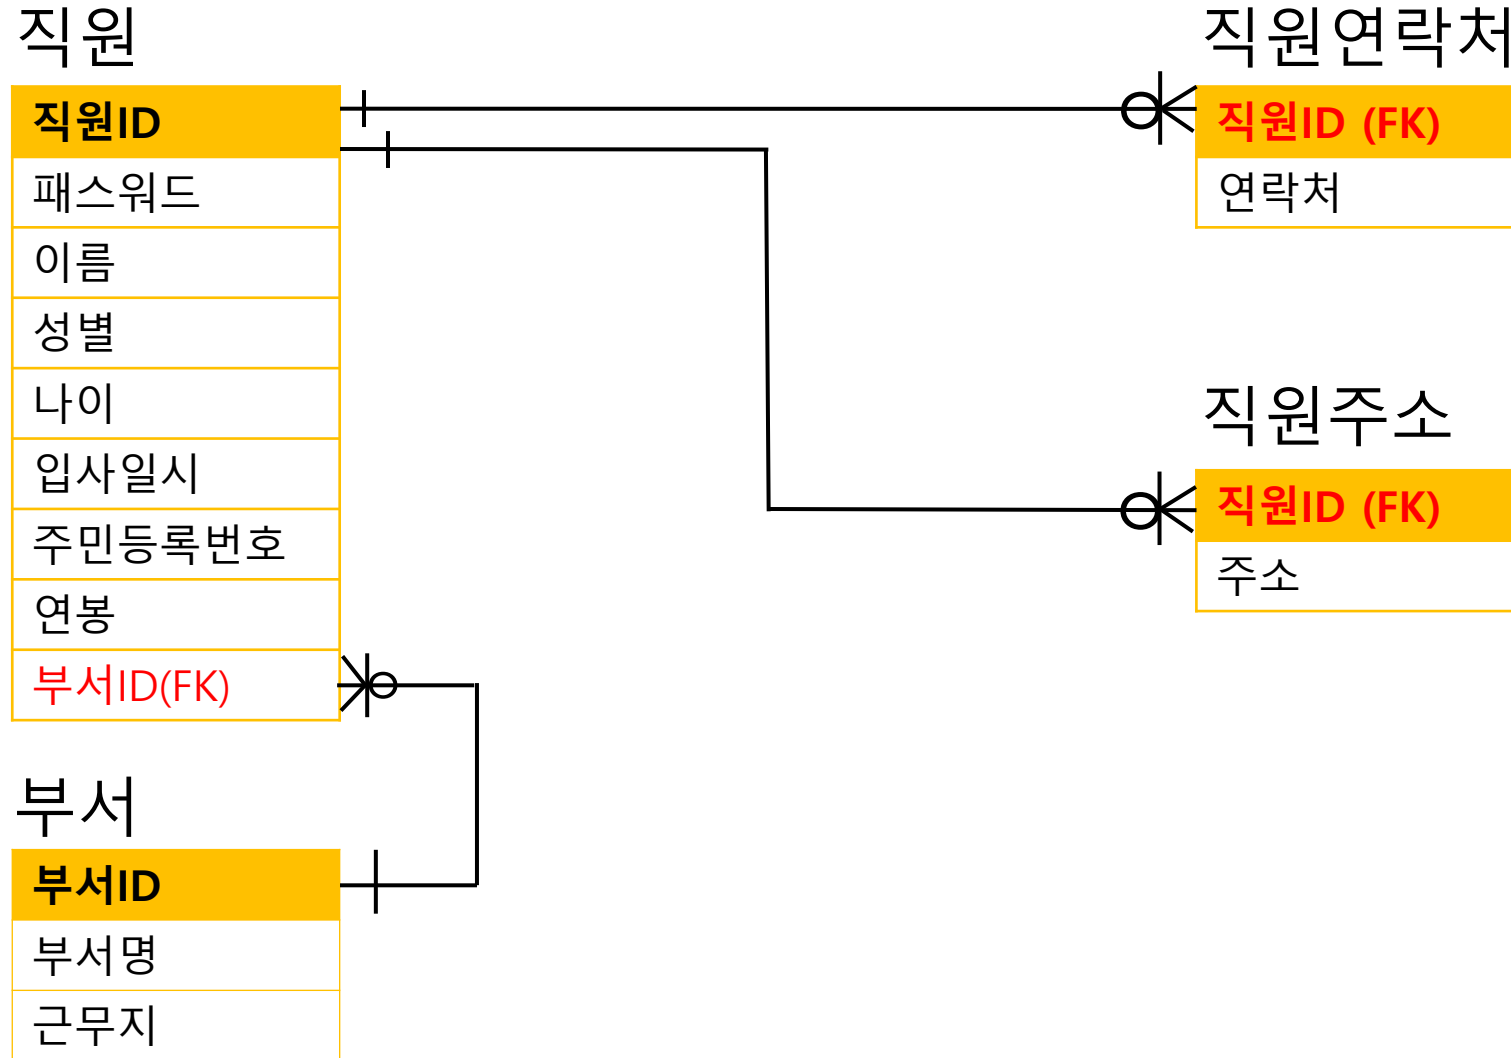 직원
직원ID
패스워드
이름
성별
나이
입사일시
주민등록번호
연봉
부서ID(FK)
부서
부서ID
부서명
근무지
직원연락처
직원ID (FK)
연락처
직원주소
직원ID (FK)
주소